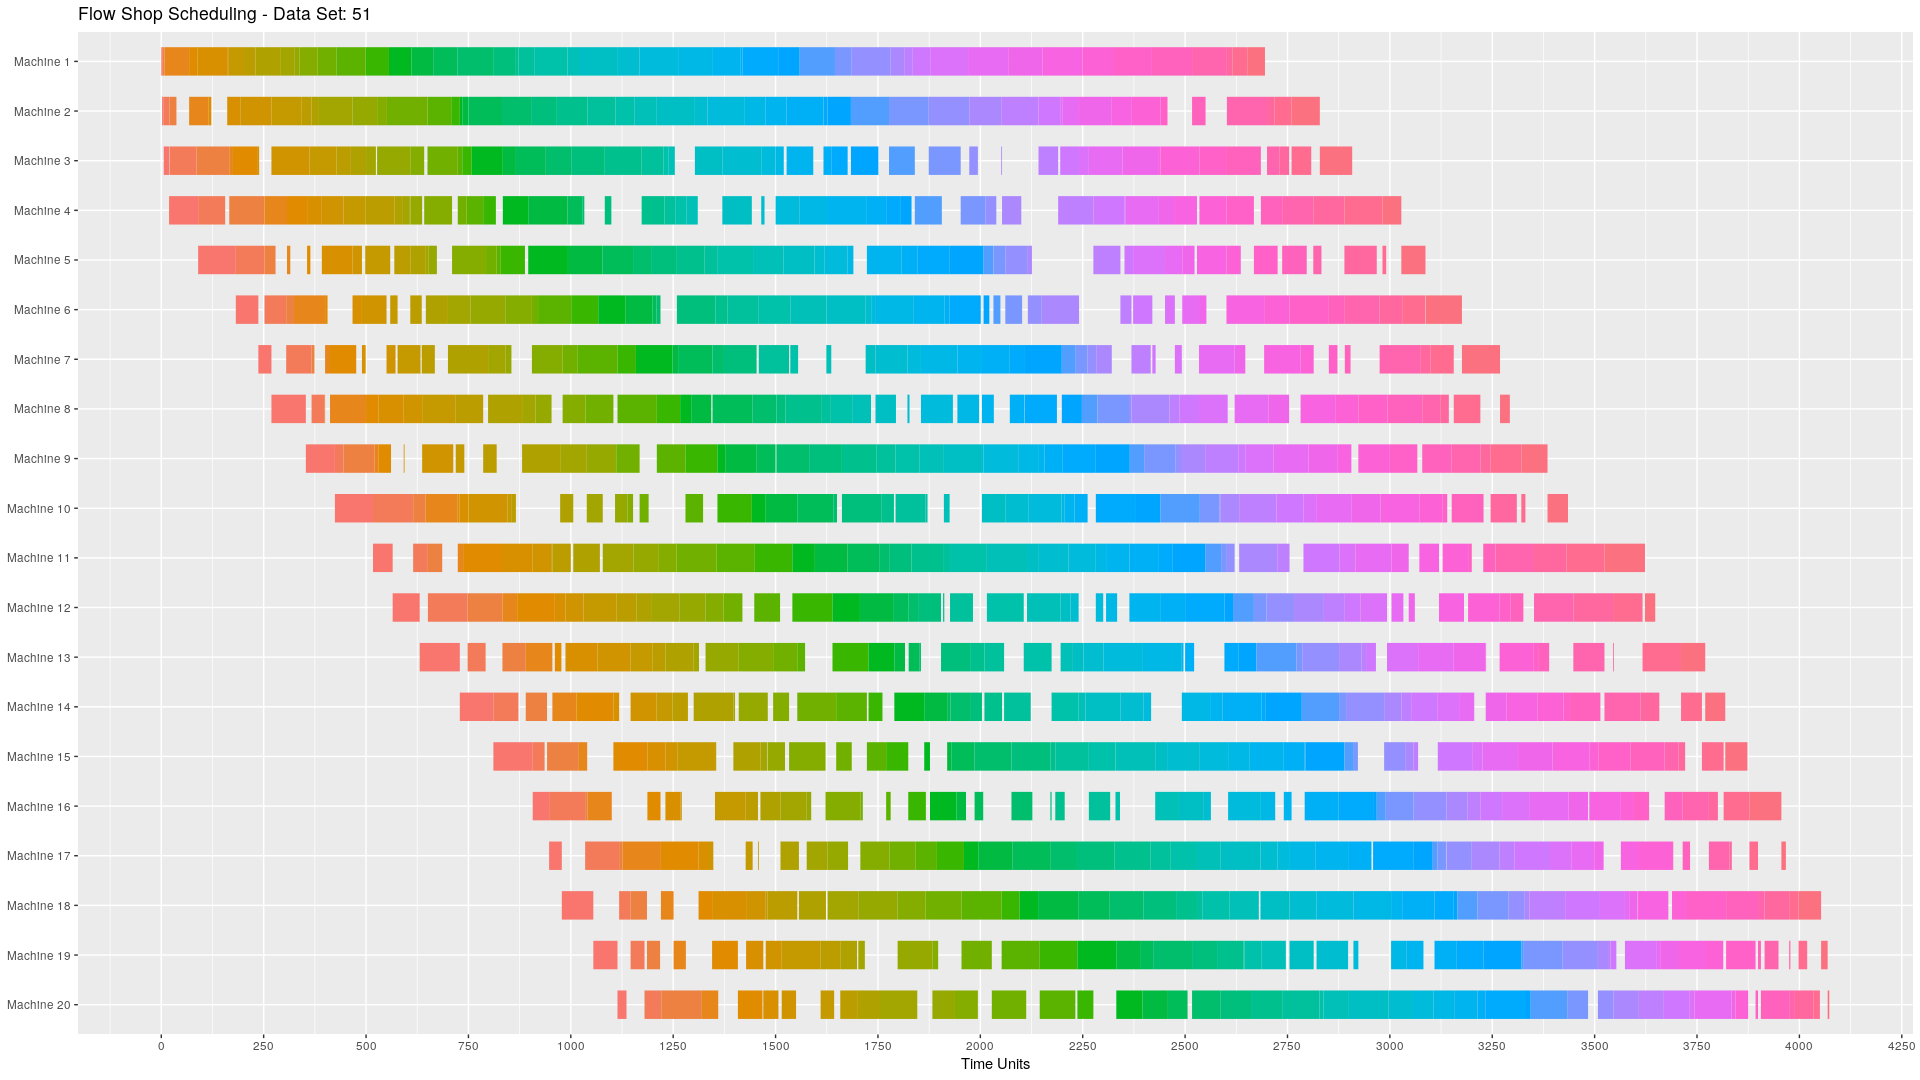 Flow Shop Scheduling - Data Set: 51
Machine 1
Machine 2
Machine 3
Machine 4
Machine 5
Machine 6
Machine 7
Machine 8
Machine 9
Machine 10
Machine 11
Machine 12
Machine 13
Machine 14
Machine 15
Machine 16
Machine 17
Machine 18
Machine 19
Machine 20
0 250 500 750 1000 1250 1500 1750 2000 2250 2500 2750 3000 3250 3500 3750 4000 4250
Time Units